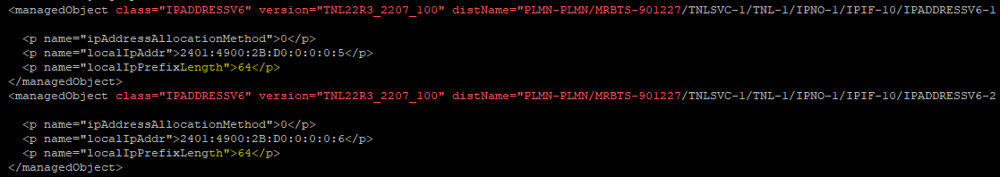 <managedObject class="IPADDRESSV6" version="TNL22R3_2207_100" distName="PLMN-PLMN/MRBTS-901227/TNLSVC-1/TNL-1/IPNO-1/IPIF-10/IPADDRESSV6-1
<p name="ipAddressAllocationMethod">0</p>
<p name="localIpAddr">2401:4900:2B:D0:0:0:0:5</p>
<p name="localIpPrefixLength">64</p>
</managedObject>
<managedObject class="IPADDRESSV6" version="TNL22R3_2207_100" distName="PLMN-PLMN/MRBTS-901227/TNLSVC-1/TNL-1/IPNO-1/IPIF-10/IPADDRESSV6-2
<p name="ipAddressAllocationMethod">0</p>
<p name="localIpAddr">2401:4900:2B:D0:0:0:0:6</p>
<p name="localIpPrefixLength">64</p>
</managedObject>